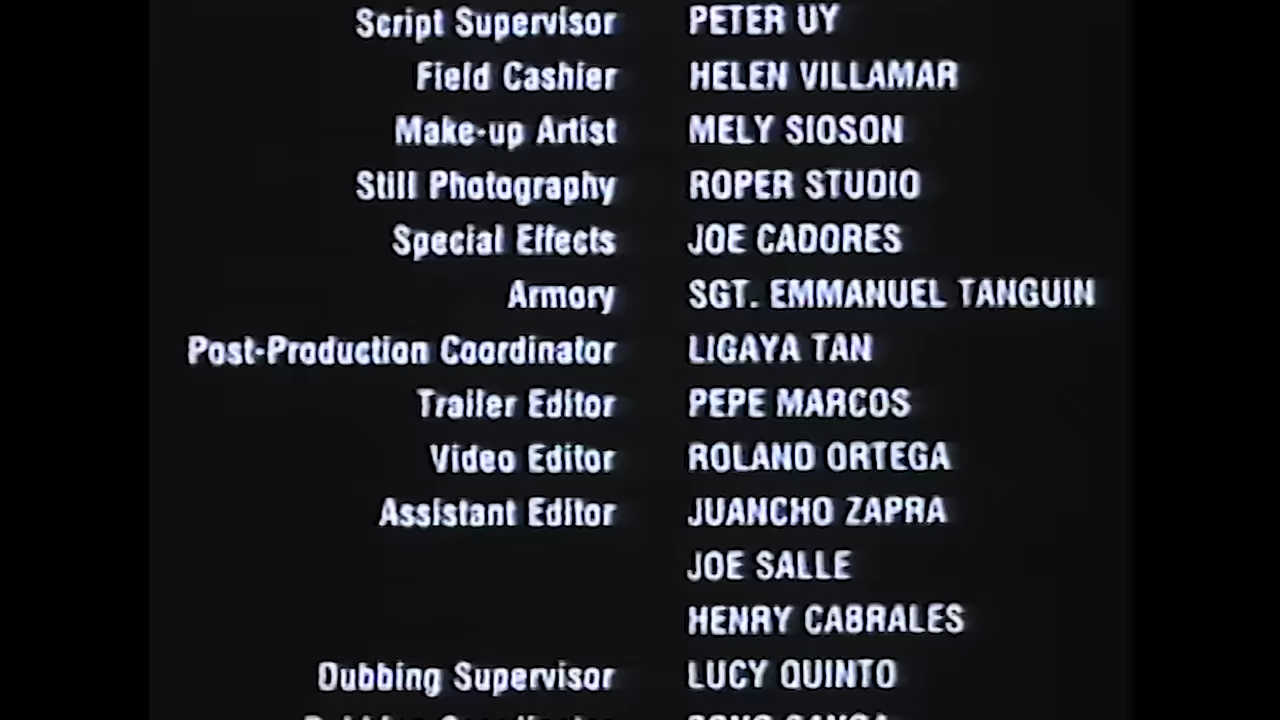 Script Supervisor PETER UY
Field Cashier HELEN VILLAMAR
Make-up Artist MELY SIOSON
Still Photography ROPER STUDIO
Special Effects JOE CADORES
Armory SGT. EMMANUEL TANGUIN
Post-Production Coordinator LIGAYA TAN
Trailer Editor PEPE MARCOS
Video Editor ROLAND ORTEGA
Assistant Editor JUANCHO ZAPRA
JOE SALLE
HENRY CABRALES
Dubbing Supervisor LUCY QUINTO